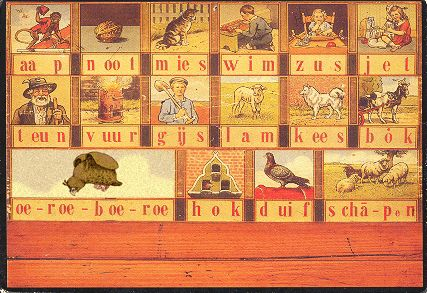 aap noot mies wim zus jet
teun vuur gijs lam kees bok
oe-roe-boe-roe hok duif schā-pen